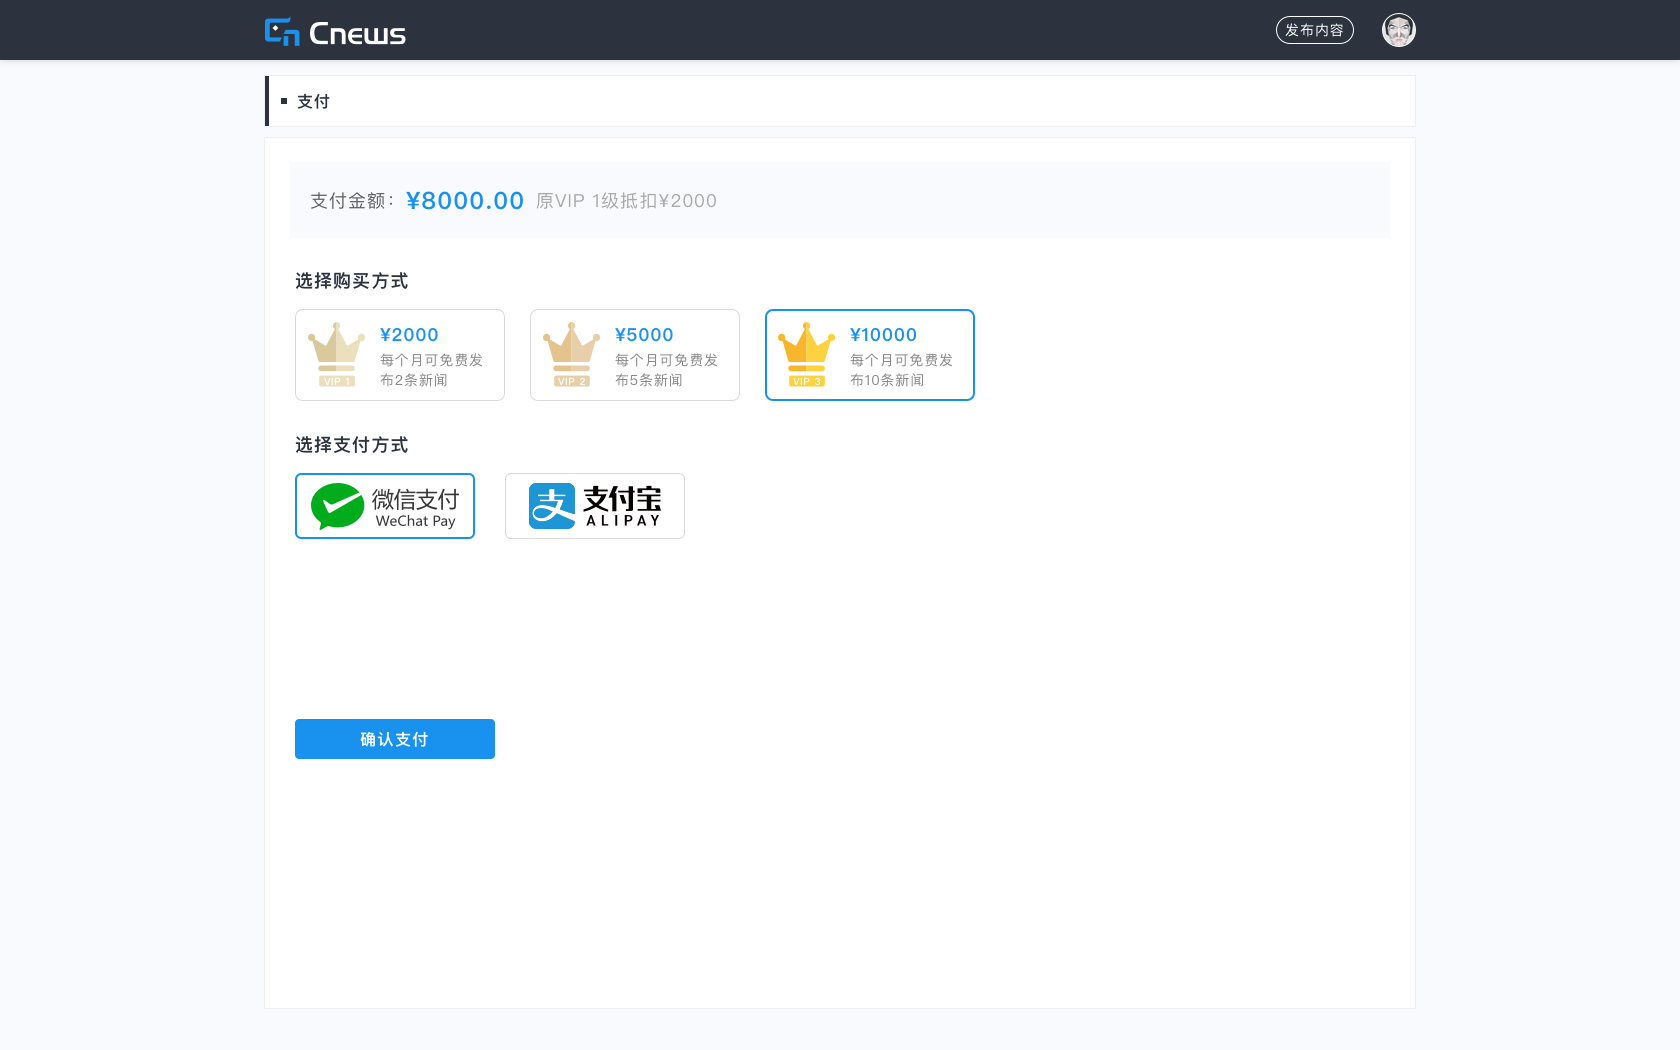 Cnews
发布内容
支付
支付金额：¥8000.00 原VIP 1级抵扣¥2000
选择购买方式
¥2000
每个月可免费发
布2条新闻
VIP 1
¥5000
每个月可免费发
布5条新闻
VIP 2
¥10000
每个月可免费发
布10条新闻
VIP 3
选择支付方式
微信支付
WeChat Pay
支
支付宝
ALIPAY
确认支付